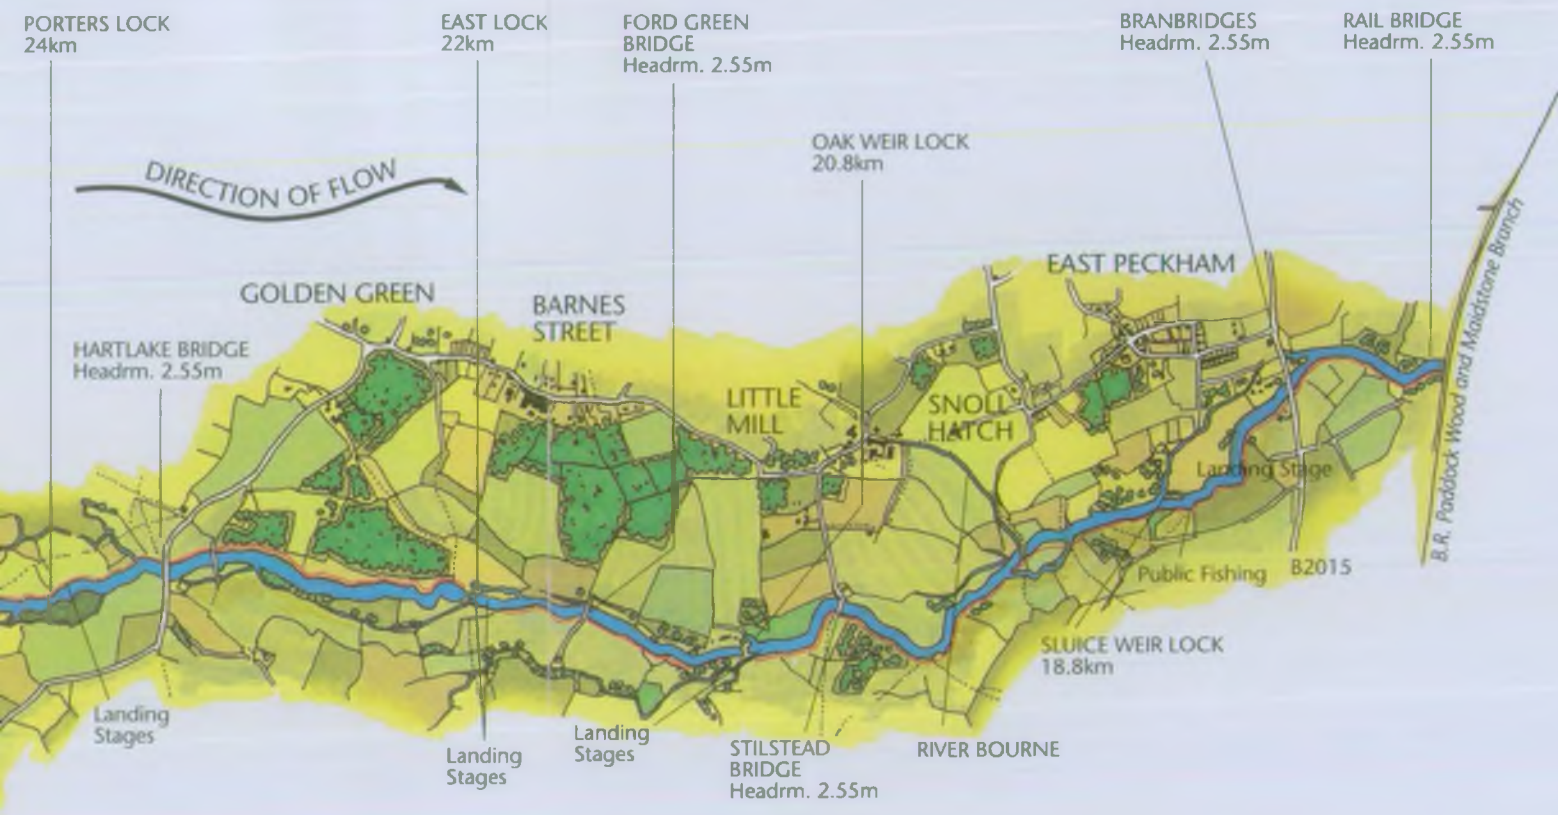 PORTERS LOCK
24km
EAST LOCK
22km
FORD GREEN
BRIDGE
Headrm. 2.55m
BRANBRIDGES
Headrm. 2.55m
RAIL BRIDGE
Headrm. 2.55m
OAK WEIR LOCK
20.8km
DIRECTION OF FLOW
EAST PECKHAM
GOLDEN GREEN
BARNES
STREET
HARTLAKE BRIDGE
Headrm. 2.55m
LITTLE
MILL
SNOLL
HATCH
B.R. Paddock Wood and Maidstone Branch
Landing Stage
Public Fishing
B2015
SLUICE WEIR LOCK
18.8km
Landing
Stages
Landing
Stages
Landing
Stages
STILSTEAD
BRIDGE
Headrm. 2.55m
RIVER BOURNE